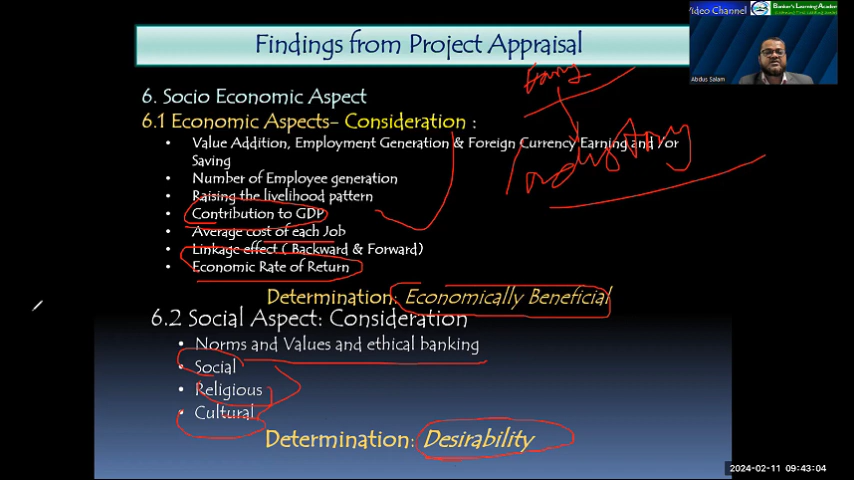 Video Channel
Banker's Learning Academy
Findings from Project Appraisal
Abdus Salam
6. Socio Economic Aspect
6.1 Economic Aspects- Consideration :
• Value Addition, Employment Generation & Foreign Currency Earning and /or
Saving
• Number of Employee generation
• Raising the livelihood pattern
• Contribution to GDP
• Average cost of each Job
• Linkage effect ( Backward & Forward)
• Economic Rate of Return
Determination: Economically Beneficial
6.2 Social Aspect: Consideration
• Norms and Values and ethical banking
• Social
• Religious
• Cultural
Determination: Desirability
2024-02-11 09:43:04